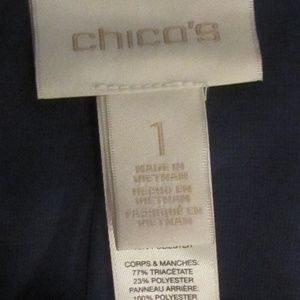 chico's
1
MADE IN
VIETNAM
HECHO EN
VIETNAM
FABRIQUÉ EN
VIETNAM
CORPS & MANCHES:
77% TRIACÉTATE
23% POLYESTER
PANNEAU ARRIÈRE:
100% POLYESTER